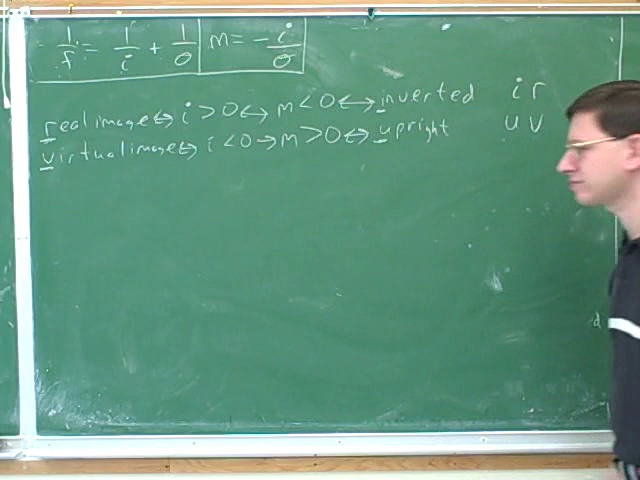 1/f = 1/i + 1/o m = -i/o
real image ↔ i > 0 ↔ m < 0 ↔ inverted i r
virtual image ↔ i < 0 → m > 0 ↔ upright u v
d